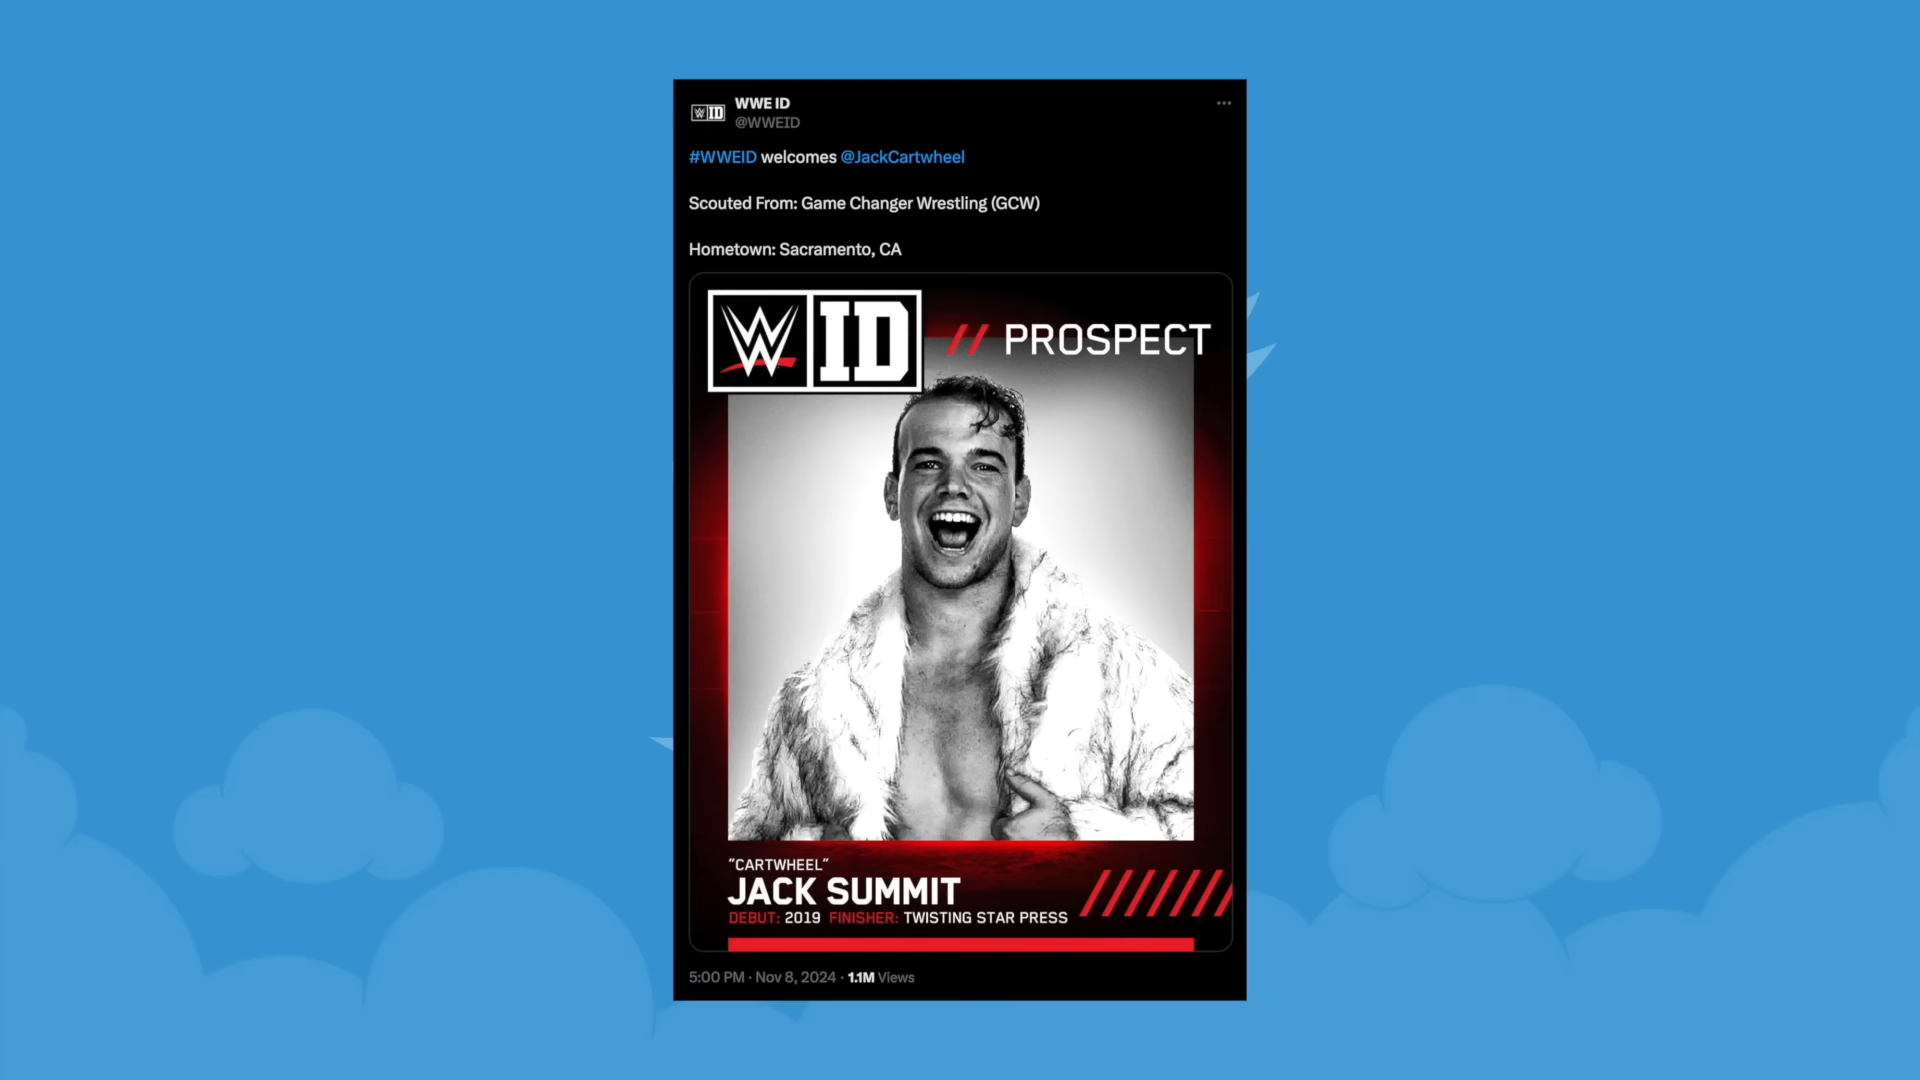 WID
WWE ID
@WWEID
#WWEID welcomes @JackCartwheel
Scouted From: Game Changer Wrestling (GCW)
Hometown: Sacramento, CA
W ID // PROSPECT
"CARTWHEEL"
JACK SUMMIT
DEBUT: 2019 FINISHER: TWISTING STAR PRESS
5:00 PM · Nov 8, 2024 · 1.1M Views